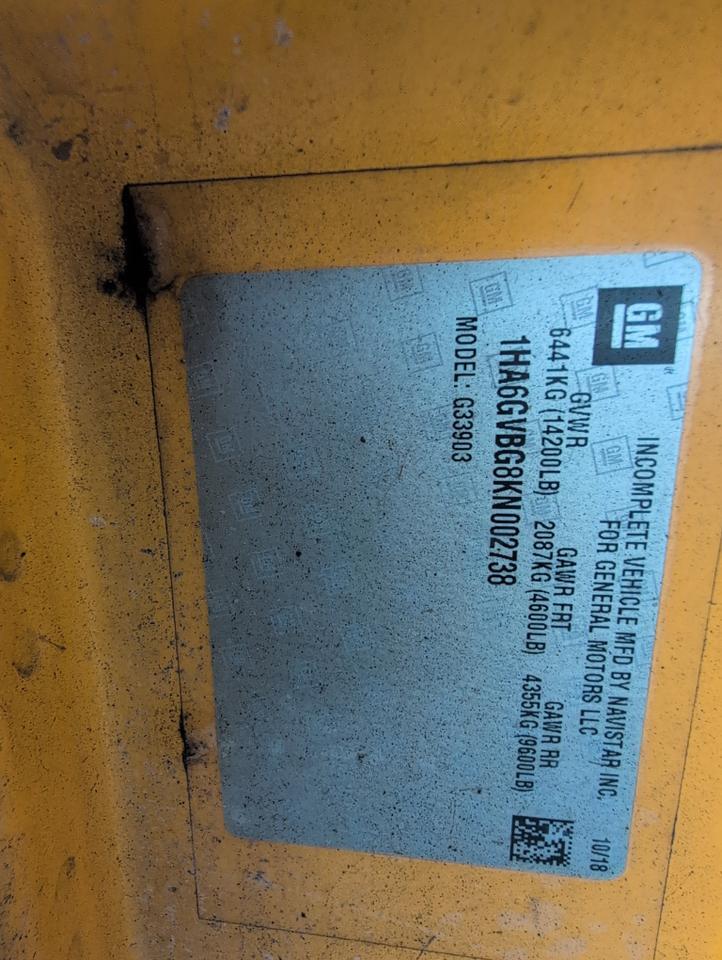 GM
INCOMPLETE VEHICLE MFD BY NAVISTAR INC. 10/18
FOR GENERAL MOTORS LLC
GVWR GAWR FRT GAWR RR
6441KG (14200LB) 2087KG (4600LB) 4355KG (9600LB)
1HA6GVBG8KN002738
MODEL: G33903